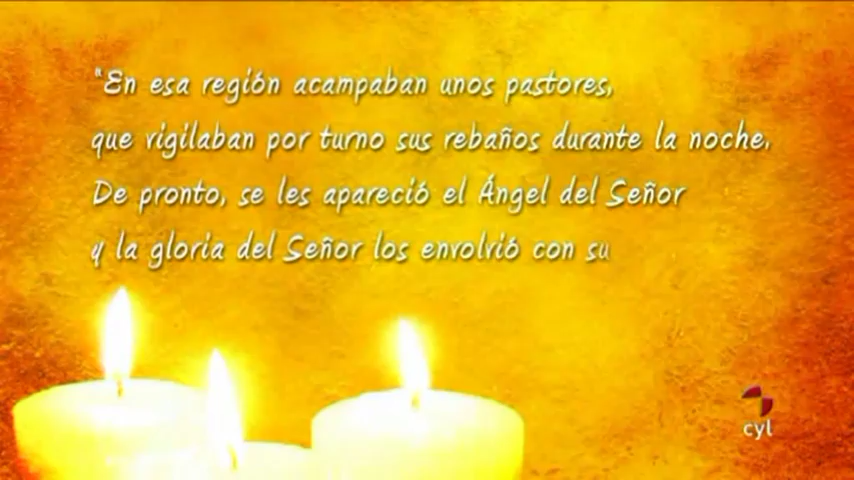 "En esa región acampaban unos pastores,
que vigilaban por turno sus rebaños durante la noche.
De pronto, se les apareció el Ángel del Señor
y la gloria del Señor los envolvió con su
cyl